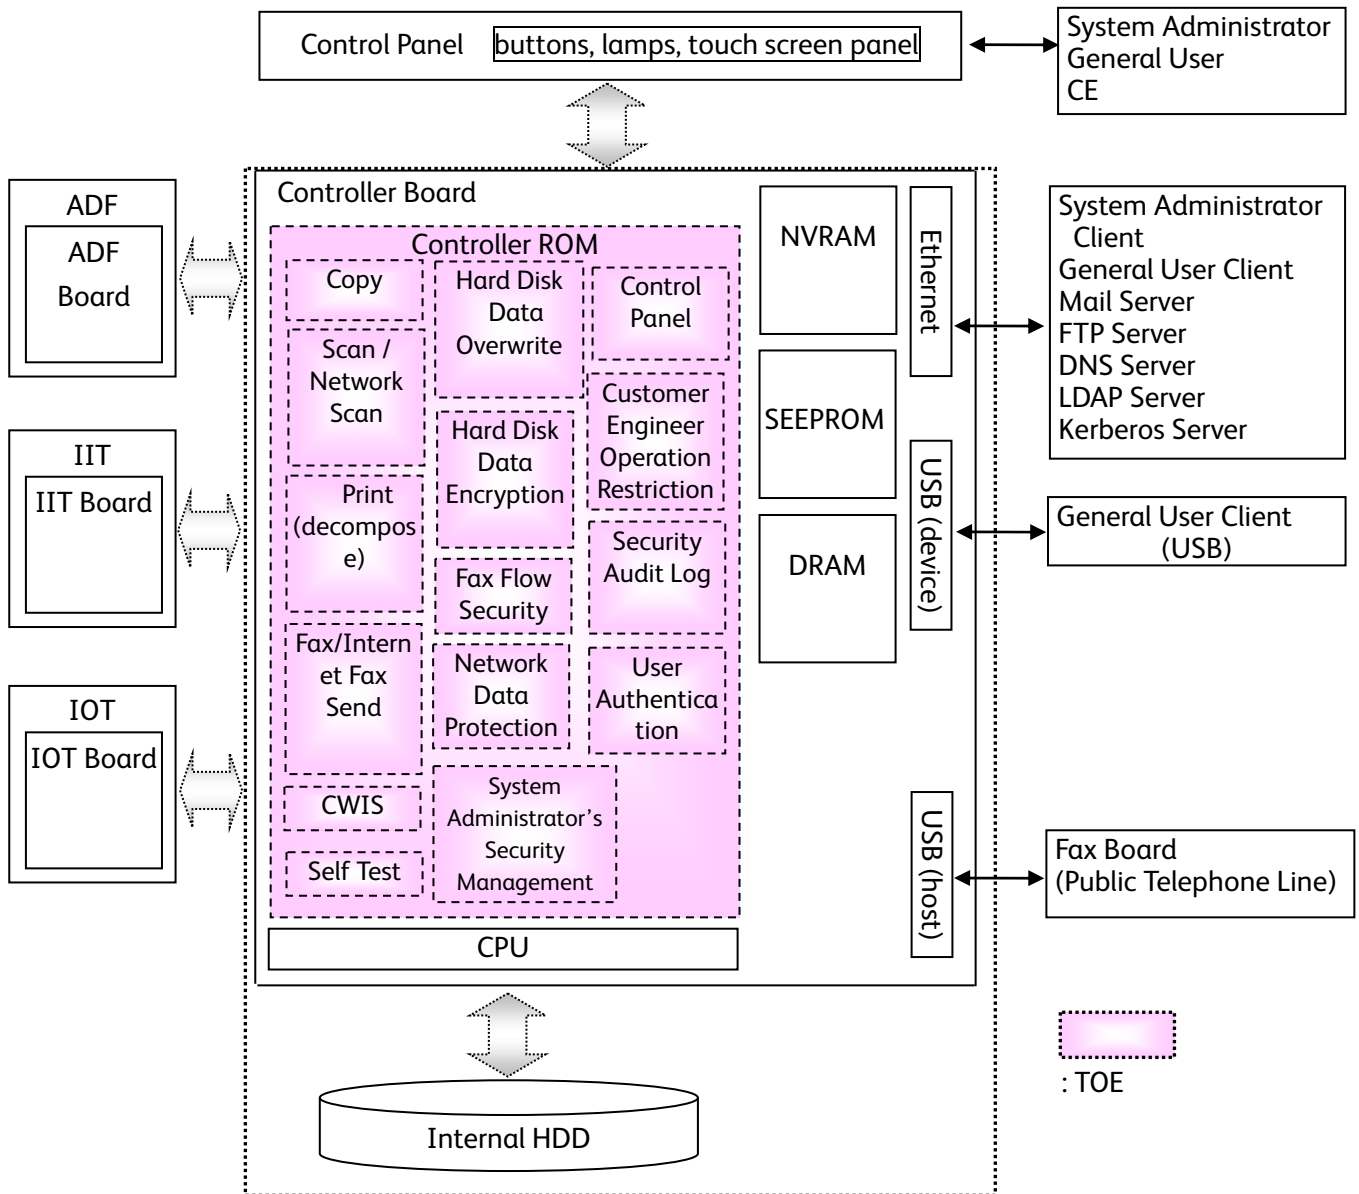 Control Panel buttons, lamps, touch screen panel
System Administrator
General User
CE
ADF
ADF
Board
IIT
IIT Board
IOT
IOT Board
Controller Board
Controller ROM
Copy
Scan /
Network
Scan
Print
(decompos
e)
Fax/Intern
et Fax
Send
CWIS
Self Test
Hard Disk
Data
Overwrite
Hard Disk
Data
Encryption
Fax Flow
Security
Network
Data
Protection
System
Administrator’s
Security
Management
Control
Panel
Customer
Engineer
Operation
Restriction
Security
Audit Log
User
Authentica
tion
CPU
NVRAM
SEEPROM
DRAM
Ethernet
USB (device)
USB (host)
System Administrator
Client
General User Client
Mail Server
FTP Server
DNS Server
LDAP Server
Kerberos Server
General User Client
(USB)
Fax Board
(Public Telephone Line)
Internal HDD
: TOE